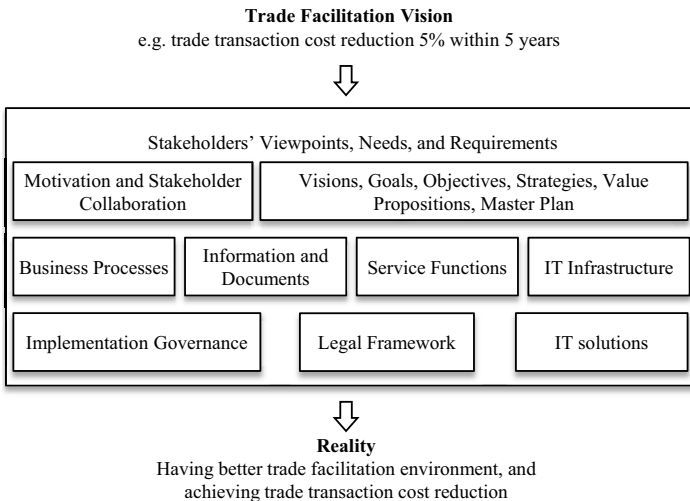 Trade Facilitation Vision
e.g. trade transaction cost reduction 5% within 5 years
Stakeholders’ Viewpoints, Needs, and Requirements
Motivation and Stakeholder
Collaboration
Visions, Goals, Objectives, Strategies, Value
Propositions, Master Plan
Business Processes
Information and
Documents
Service Functions
IT Infrastructure
Implementation Governance
Legal Framework
IT solutions
Reality
Having better trade facilitation environment, and
achieving trade transaction cost reduction